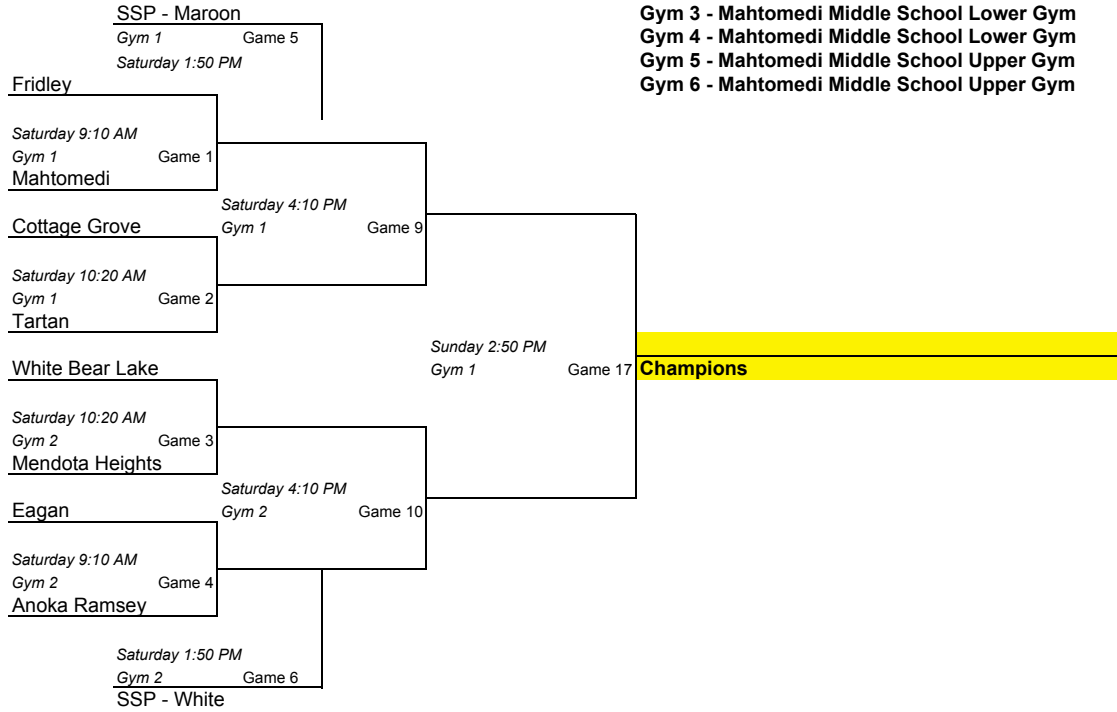 SSP - Maroon
Gym 3 - Mahtomedi Middle School Lower Gym
Gym 1 Game 5
Gym 4 - Mahtomedi Middle School Lower Gym
Saturday 1:50 PM
Gym 5 - Mahtomedi Middle School Upper Gym
Fridley
Gym 6 - Mahtomedi Middle School Upper Gym
Saturday 9:10 AM
Gym 1 Game 1
Mahtomedi
Saturday 4:10 PM
Cottage Grove
Gym 1 Game 9
Saturday 10:20 AM
Gym 1 Game 2
Tartan
Sunday 2:50 PM
White Bear Lake
Gym 1 Game 17
Champions
Saturday 10:20 AM
Gym 2 Game 3
Mendota Heights
Saturday 4:10 PM
Eagan
Gym 2 Game 10
Saturday 9:10 AM
Gym 2 Game 4
Anoka Ramsey
Saturday 1:50 PM
Gym 2 Game 6
SSP - White